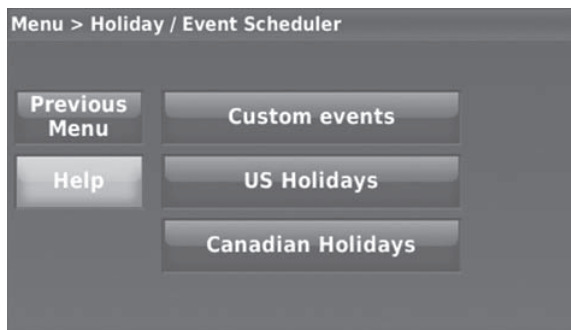 Menu > Holiday / Event Scheduler
Previous
Menu
Custom events
Help
US Holidays
Canadian Holidays